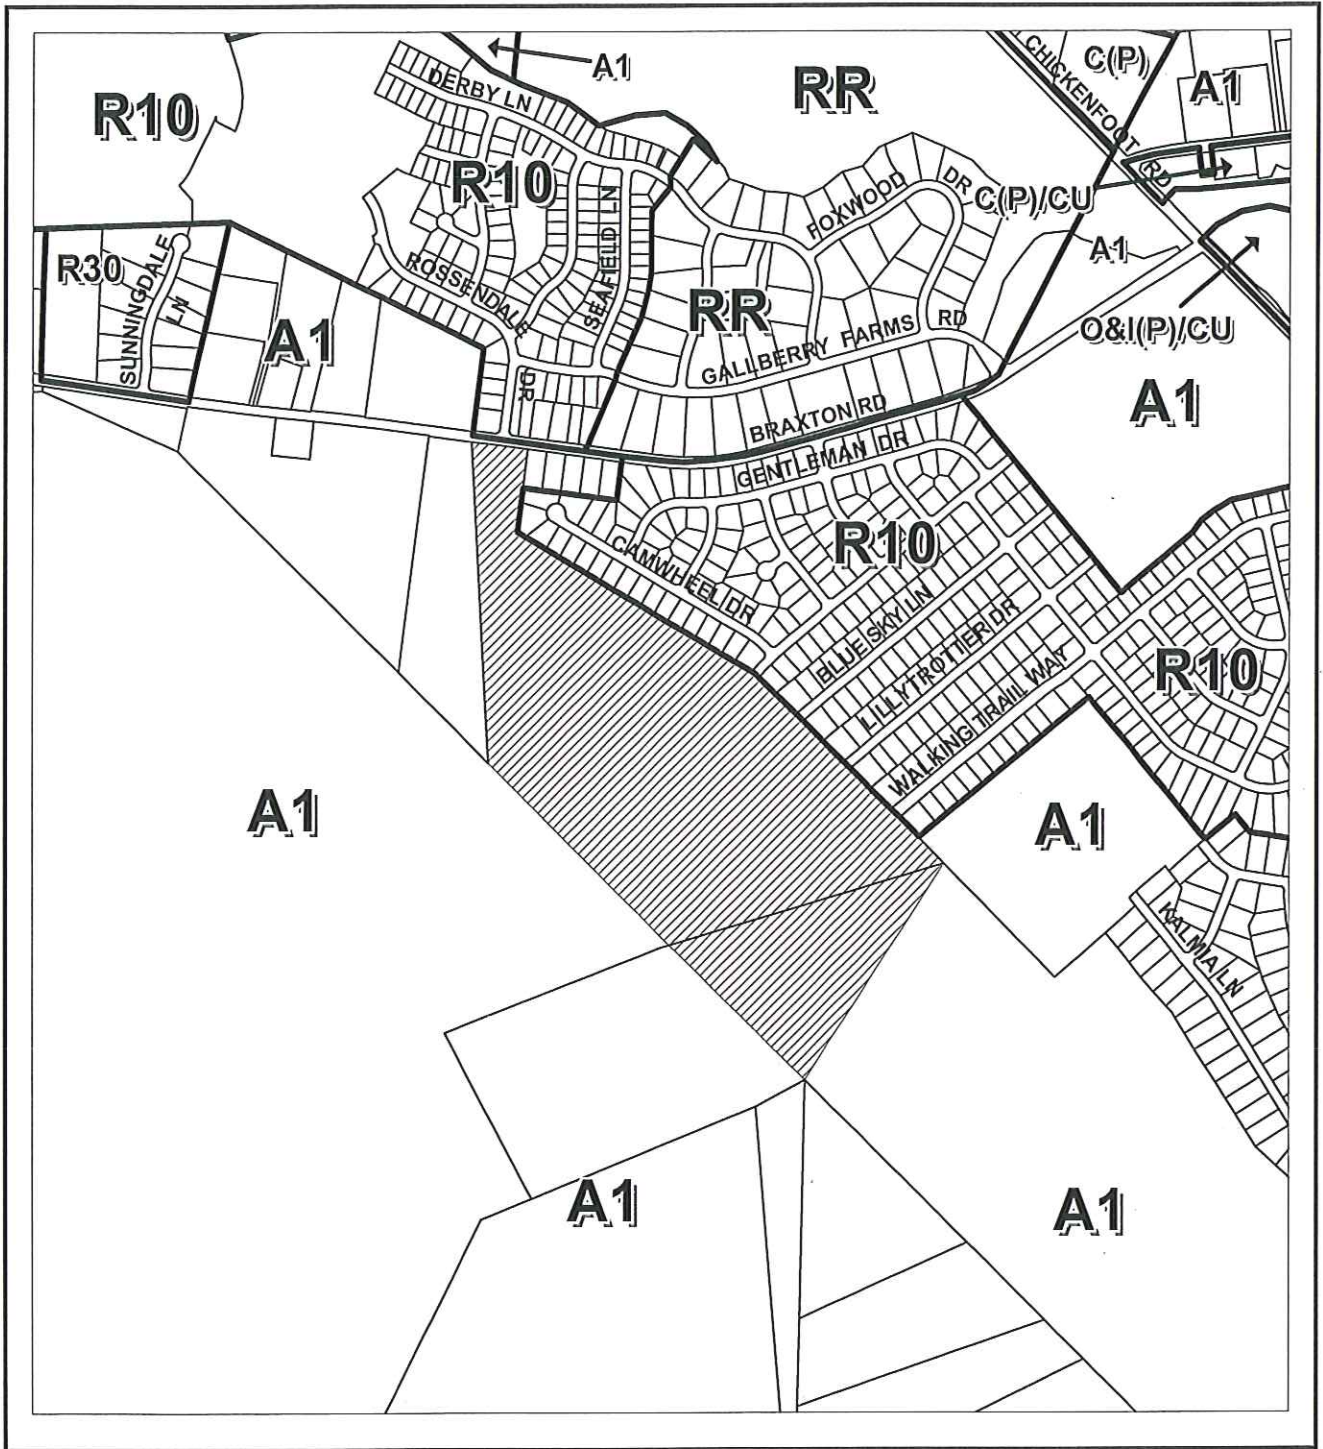 A1
C(P)
R10
DERBY LN
RR
CHICKENFOOT RD
A1
R10
FOXWOOD DR
C(P)/CU
SEAFIELD LN
A1
R30
SUNNINGDALE LN
ROSSENDALE DR
RR
O&I(P)/CU
A1
GALLBERRY FARMS RD
A1
BRAXTON RD
GENTLEMAN DR
R10
CAMWHEEL DR
BLUE SKY LN
LILLYTROTTER DR
R10
WALKING TRAIL WAY
A1
A1
KALMIA LN
A1
A1